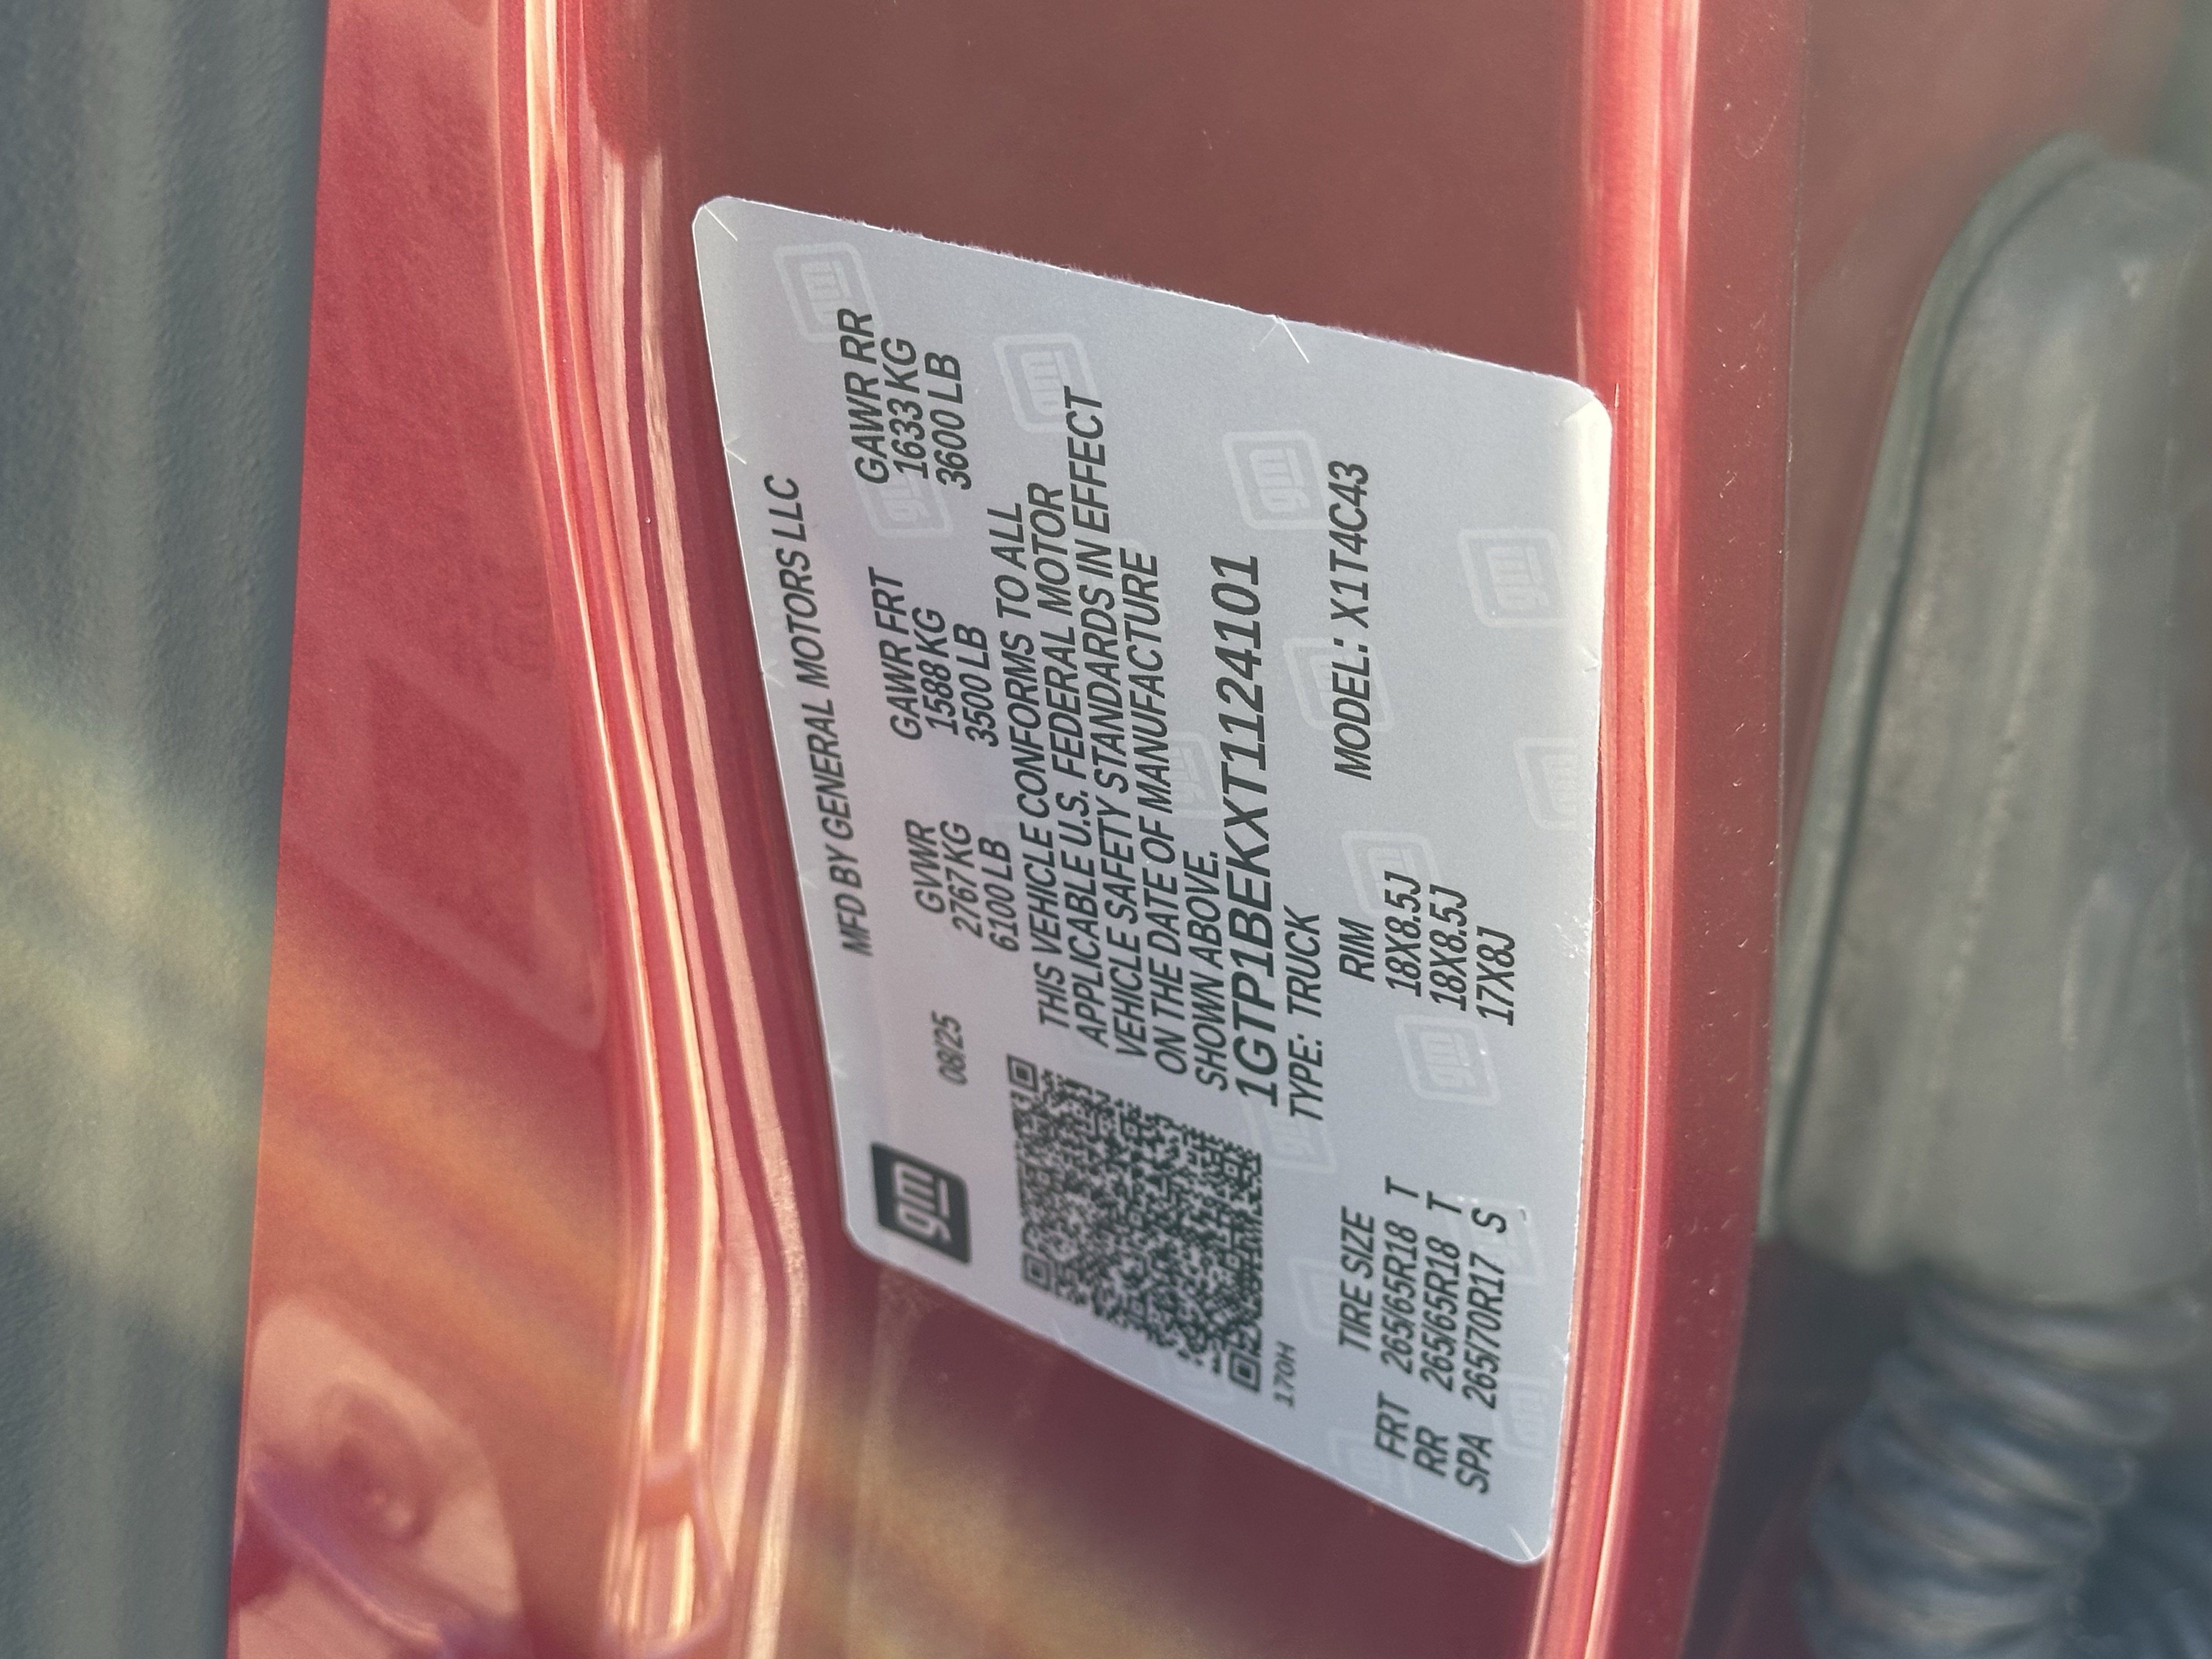 gm
MFD BY GENERAL MOTORS LLC
08/25
GVWR GAWR FRT GAWR RR
2767 KG 1588 KG 1633 KG
6100 LB 3500 LB 3600 LB
THIS VEHICLE CONFORMS TO ALL
APPLICABLE U.S. FEDERAL MOTOR
VEHICLE SAFETY STANDARDS IN EFFECT
ON THE DATE OF MANUFACTURE
SHOWN ABOVE.
1GTP1BEKXT1124101
TYPE: TRUCK
170H
MODEL: X1T4C43
TIRE SIZE RIM
FRT 265/65R18 T 18X8.5J
RR 265/65R18 T 18X8.5J
SPA 265/70R17 S 17X8J